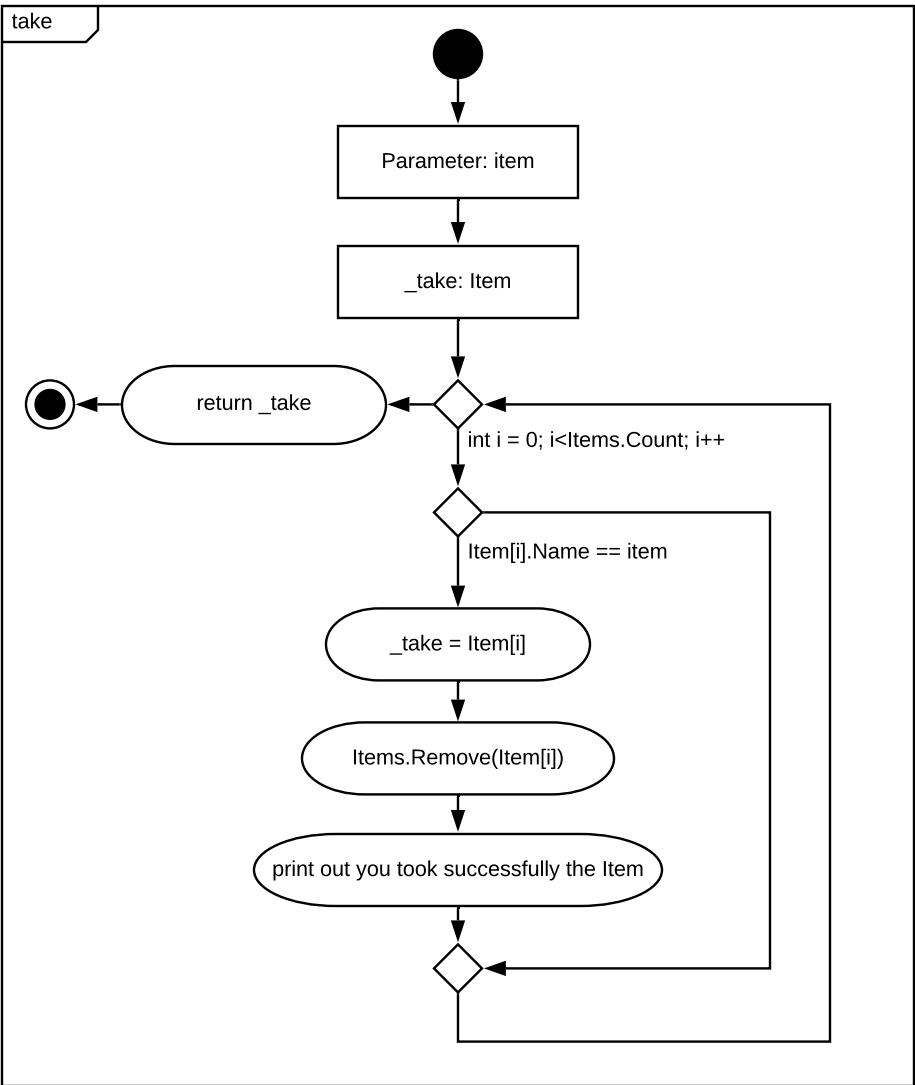 take
Parameter: item
_take: Item
return _take
int i = 0; i<Items.Count; i++
Item[i].Name == item
_take = Item[i]
Items.Remove(Item[i])
print out you took successfully the Item